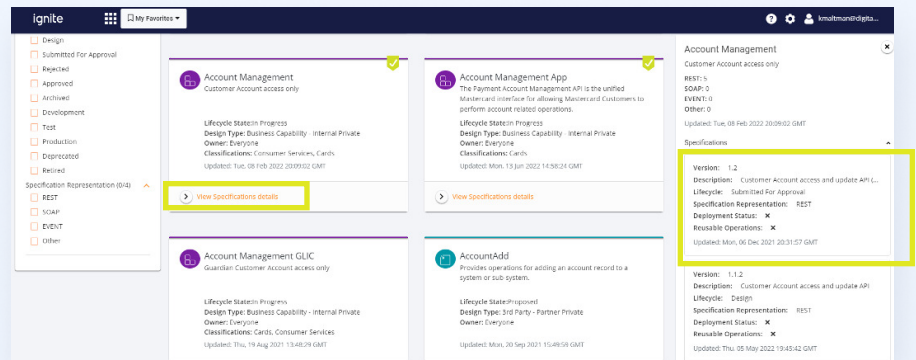 ignite
My Favorites
kmaltman@digita...
Design
Submitted For Approval
Rejected
Approved
Archived
Development
Test
Production
Deprecated
Retired
Specification Representation (0/4)
REST
SOAP
EVENT
Other
Account Management
Customer Account access only
Lifecycle State:In Progress
Design Type: Business Capability - Internal Private
Owner: Everyone
Classifications: Consumer Services, Cards
Updated: Tue, 08 Feb 2022 20:09:02 GMT
View Specifications details
Account Management App
The Payment Account Management API is the unified
Mastercard interface for allowing Mastercard Customers to
perform account related operations.
Lifecycle State:In Progress
Design Type: Business Capability - Internal Private
Owner: Everyone
Classifications: Cards
Updated: Mon, 13 Jun 2022 14:58:24 GMT
View Specifications details
Account Management GLIC
Guardian Customer Account access only
Lifecycle State:In Progress
Design Type: Business Capability - Internal Private
Owner: Everyone
Classifications: Cards, Consumer Services
Updated: Thu, 19 Aug 2021 13:48:29 GMT
AccountAdd
Provides operations for adding an account record to a
system or sub system.
Lifecycle State:Proposed
Design Type: 3rd Party - Partner Private
Owner: Everyone
Updated: Mon, 20 Sep 2021 15:49:59 GMT
Account Management
Customer Account access only
REST: 5
SOAP: 0
EVENT: 0
Other: 0
Updated: Tue, 08 Feb 2022 20:09:02 GMT
Specifications
Version: 1.2
Description: Customer Account access and update API (...
Lifecycle: Submitted For Approval
Specification Representation: REST
Deployment Status: ✖
Reusable Operations: ✖
Updated: Mon, 06 Dec 2021 20:31:57 GMT
Version: 1.1.2
Description: Customer Account access and update API
Lifecycle: Design
Specification Representation: REST
Deployment Status: ✖
Reusable Operations: ✖
Updated: Thu, 05 May 2022 19:45:42 GMT